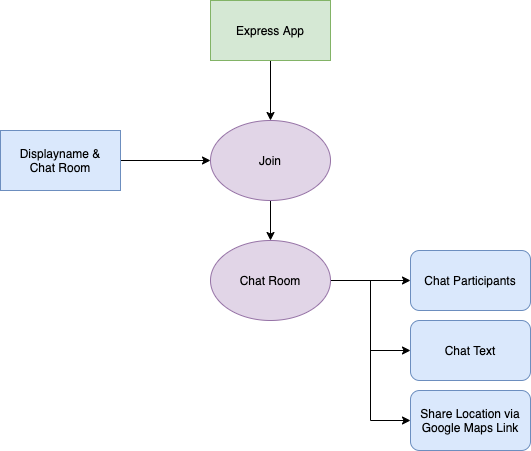 Express App
Displayname &
Chat Room
Join
Chat Room
Chat Participants
Chat Text
Share Location via
Google Maps Link